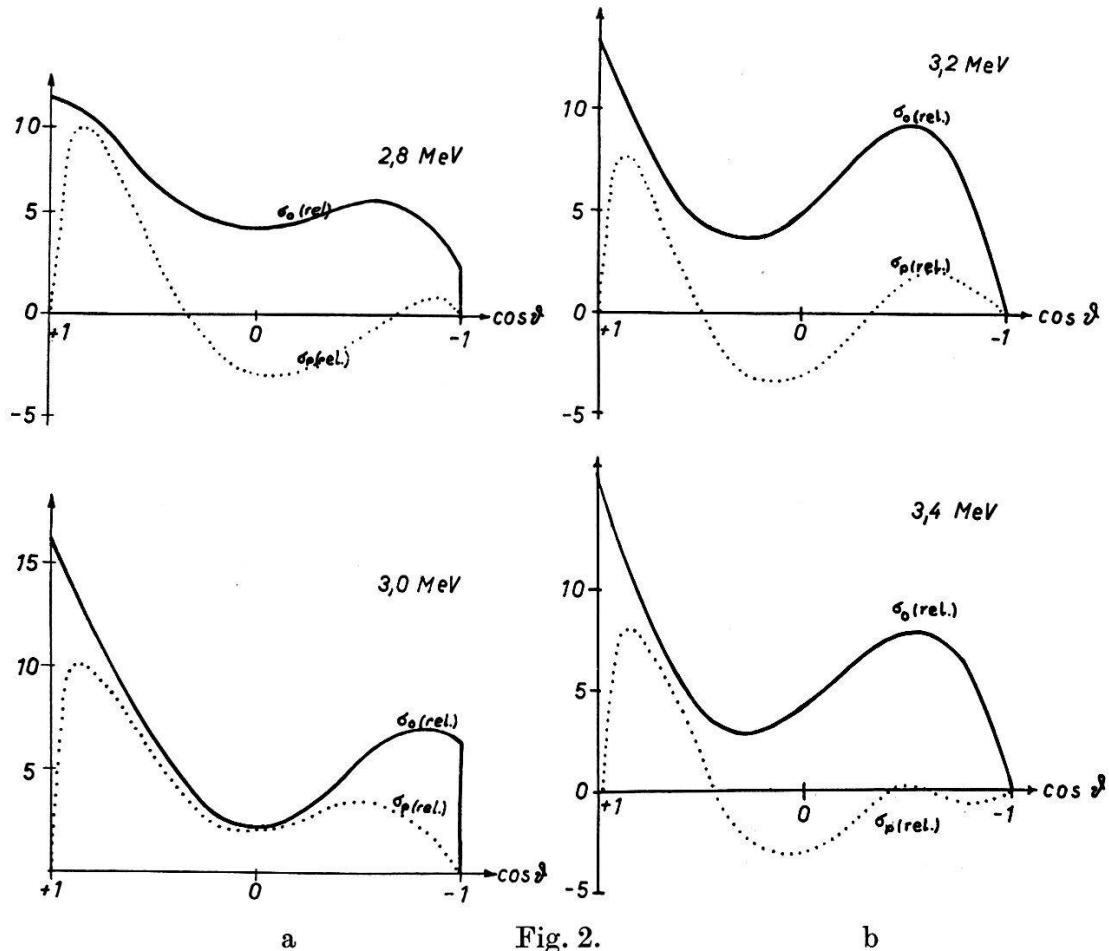 10
5
0
-5
+1
0
-1
cos ϑ
2,8 MeV
σ₀(rel)
σₚ(rel.)
10
5
0
-5
+1
0
-1
cos ϑ
3,2 MeV
σ₀(rel.)
σₚ(rel.)
15
10
5
+1
0
-1
cos ϑ
3,0 MeV
σ₀(rel.)
σₚ(rel.)
10
5
0
-5
+1
0
-1
cos ϑ
3,4 MeV
σ₀(rel.)
σₚ(rel.)
a Fig. 2. b